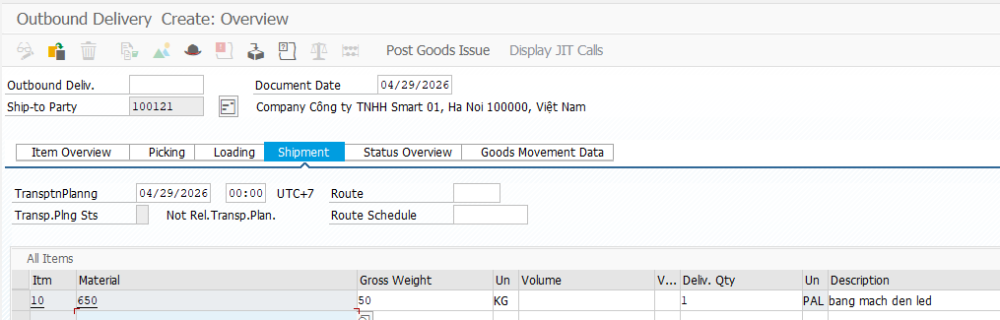 Outbound Delivery Create: Overview
Post Goods Issue Display JIT Calls
Outbound Deliv. Document Date 04/29/2026
Ship-to Party 100121 Company Công ty TNHH Smart 01, Ha Noi 100000, Việt Nam
Item Overview Picking Loading Shipment Status Overview Goods Movement Data
TransptnPlanng 04/29/2026 00:00 UTC+7 Route
Transp.Plng Sts Not Rel.Transp.Plan. Route Schedule
All Items
Itm Material Gross Weight Un Volume V... Deliv. Qty Un Description
10 650 50 KG 1 PAL bang mach den led